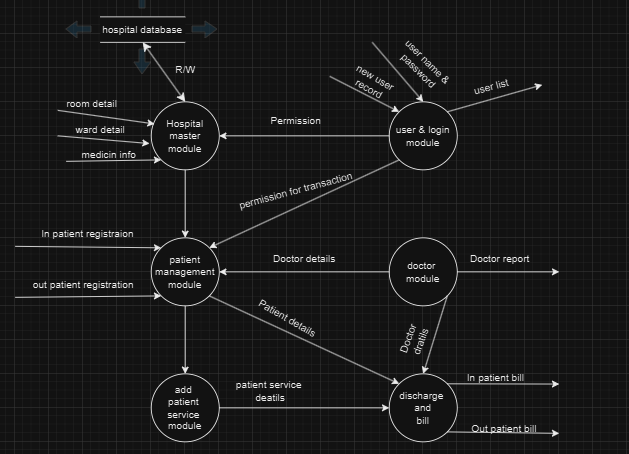 hospital database
R/W
user name &
password
new user
record
user list
room detail
ward detail
medicin info
Hospital
master
module
Permission
user & login
module
permission for transaction
In patient registraion
out patient registration
patient
management
module
Doctor details
doctor
module
Doctor report
Patient details
Doctor
dratils
add
patient
service
module
patient service
deatils
discharge
and
bill
In patient bill
Out patient bill